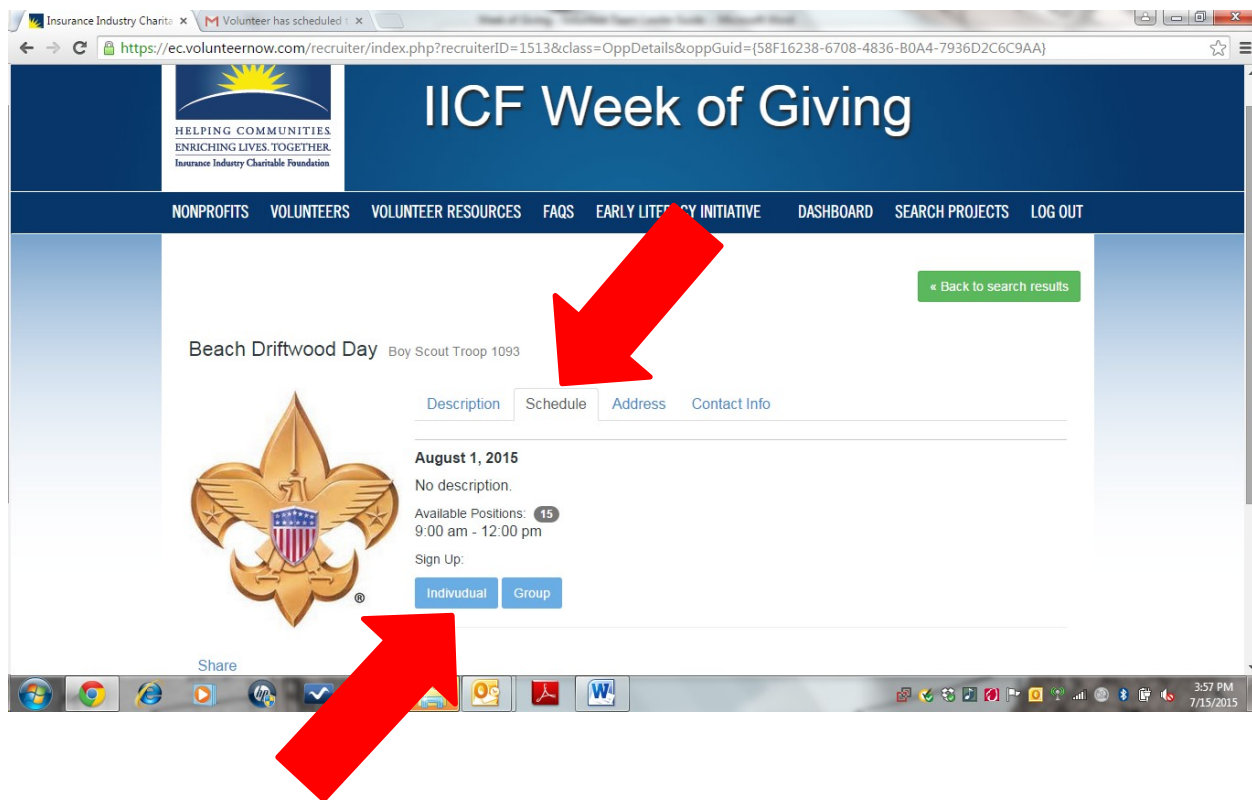 Insurance Industry Charita
Volunteer has scheduled t
https://ec.volunteernow.com/recruiter/index.php?recruiterID=1513&class=OppDetails&oppGuid={58F16238-6708-4836-B0A4-7936D2C6C9AA}
HELPING COMMUNITIES.
ENRICHING LIVES. TOGETHER.
Insurance Industry Charitable Foundation
IICF Week of Giving
NONPROFITS VOLUNTEERS VOLUNTEER RESOURCES FAQS EARLY LITERACY INITIATIVE DASHBOARD SEARCH PROJECTS LOG OUT
« Back to search results
Beach Driftwood Day Boy Scout Troop 1093
Description Schedule Address Contact Info
August 1, 2015
No description.
Available Positions: 15
9:00 am - 12:00 pm
Sign Up:
Indivudual Group
®
Share
3:57 PM
7/15/2015